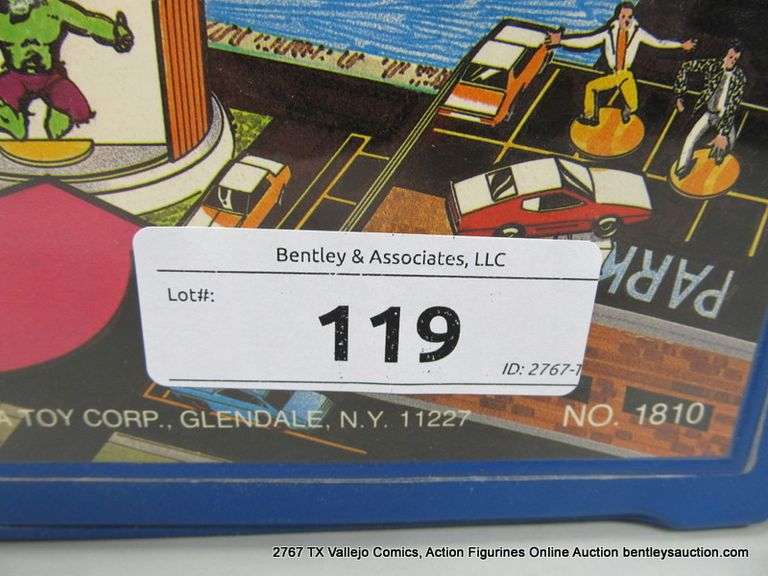 PARK
Bentley & Associates, LLC
Lot#:
119
ID: 2767-T
A TOY CORP., GLENDALE, N.Y. 11227
NO. 1810
2767 TX Vallejo Comics, Action Figurines Online Auction bentleysauction.com